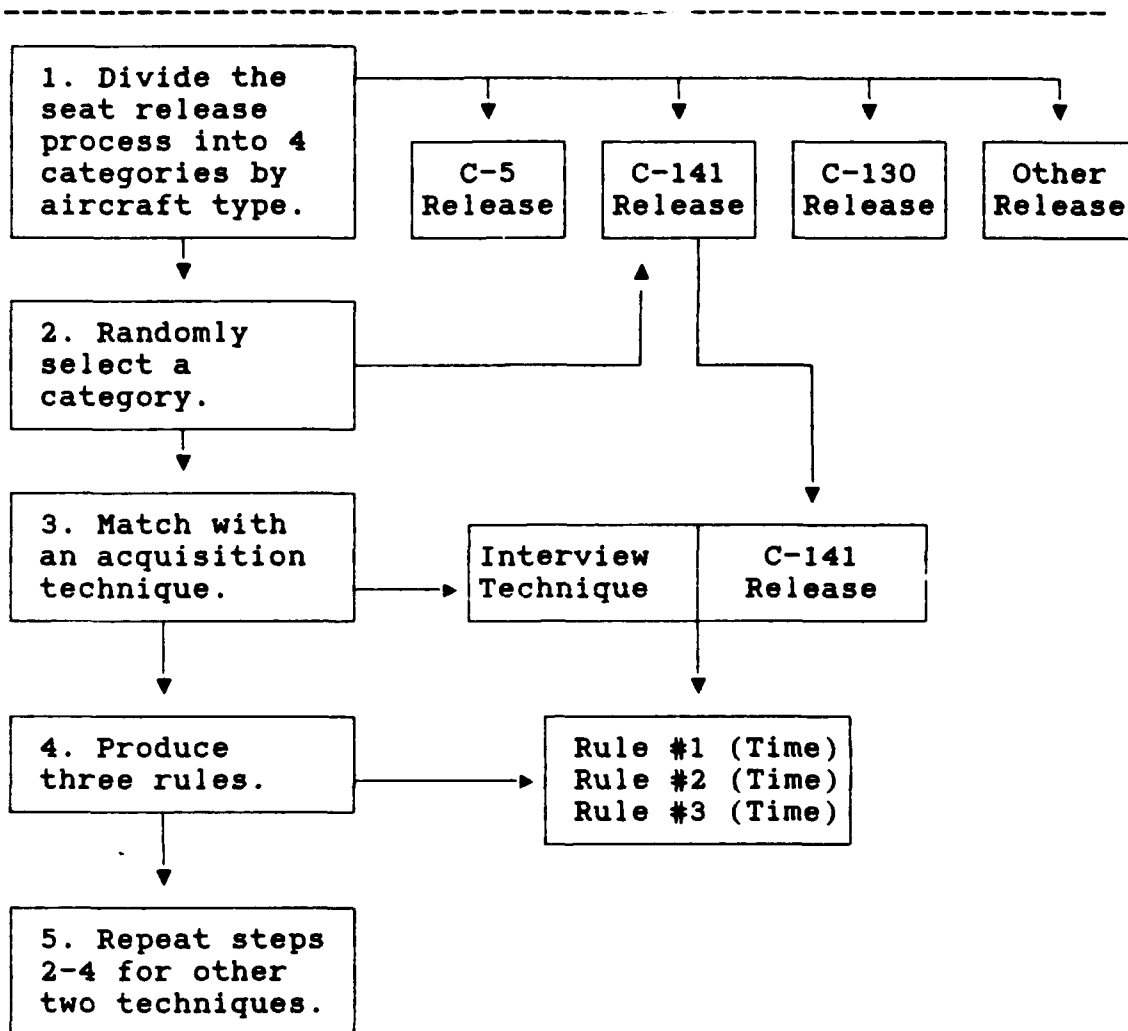 1. Divide the
seat release
process into 4
categories by
aircraft type.
C-5
Release
C-141
Release
C-130
Release
Other
Release
2. Randomly
select a
category.
3. Match with
an acquisition
technique.
Interview
Technique
C-141
Release
4. Produce
three rules.
Rule #1 (Time)
Rule #2 (Time)
Rule #3 (Time)
5. Repeat steps
2-4 for other
two techniques.